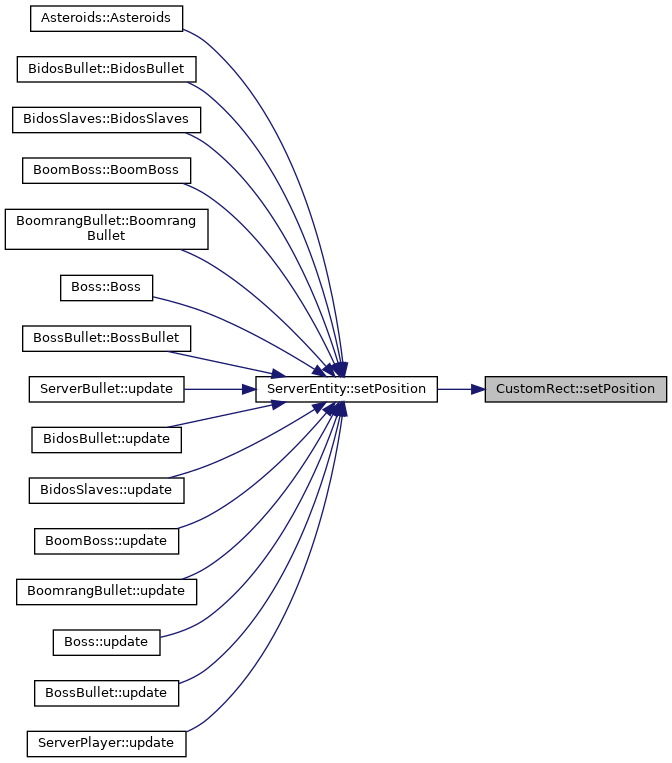 Asteroids::Asteroids
BidosBullet::BidosBullet
BidosSlaves::BidosSlaves
BoomBoss::BoomBoss
BoomrangBullet::Boomrang
Bullet
Boss::Boss
BossBullet::BossBullet
ServerBullet::update
ServerEntity::setPosition
CustomRect::setPosition
BidosBullet::update
BidosSlaves::update
BoomBoss::update
BoomrangBullet::update
Boss::update
BossBullet::update
ServerPlayer::update